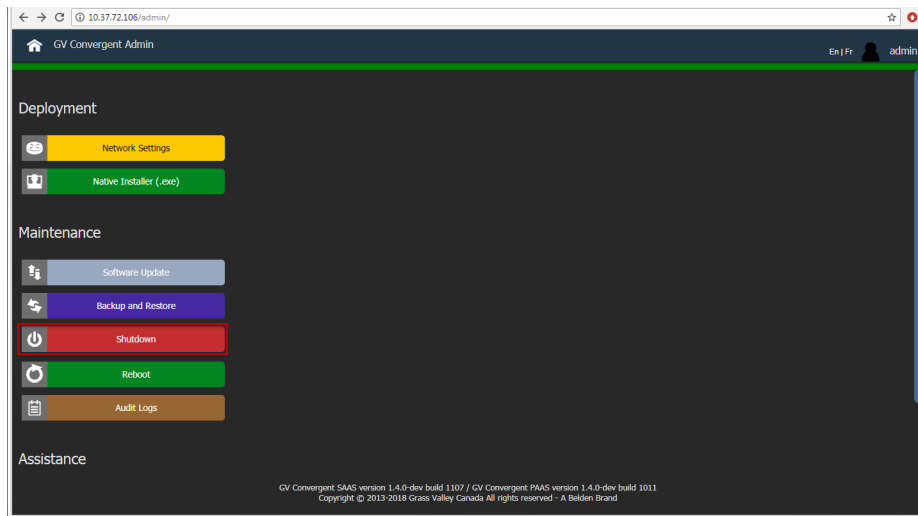 10.37.72.106/admin/
GV Convergent Admin
En | Fr
admin
Deployment
Network Settings
Native Installer (.exe)
Maintenance
Software Update
Backup and Restore
Shutdown
Reboot
Audit Logs
Assistance
GV Convergent SAAS version 1.4.0-dev build 1107 / GV Convergent PAAS version 1.4.0-dev build 1011
Copyright © 2013-2018 Grass Valley Canada All rights reserved - A Belden Brand